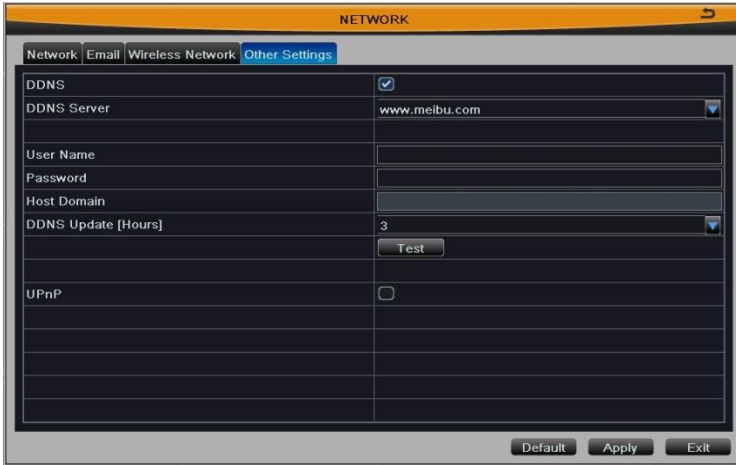 NETWORK
Network Email Wireless Network Other Settings
DDNS
DDNS Server www.meibu.com
User Name
Password
Host Domain
DDNS Update [Hours] 3
Test
UPnP
Default Apply Exit